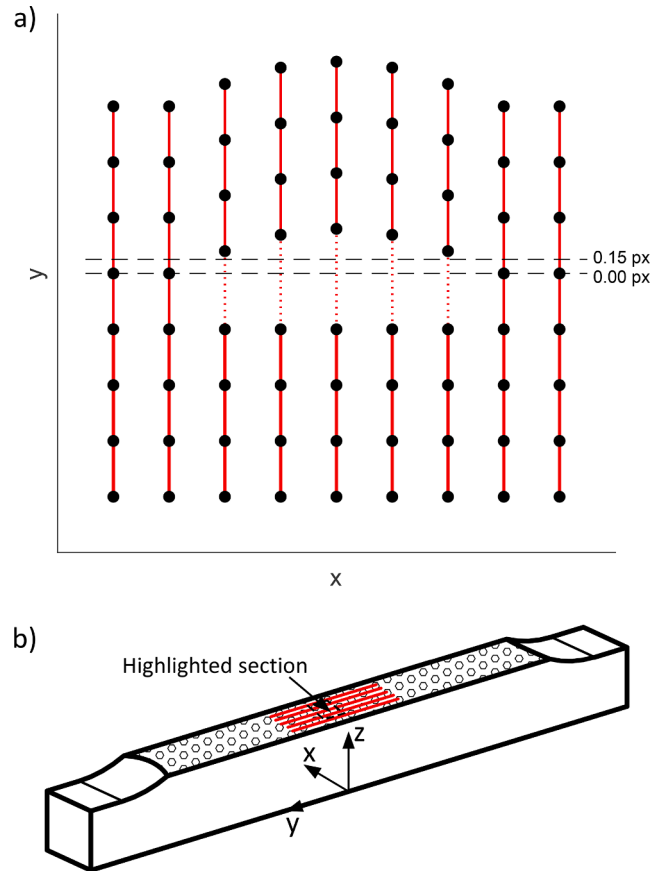 a)
y
0.15 px
0.00 px
x
b)
Highlighted section
z
x
y